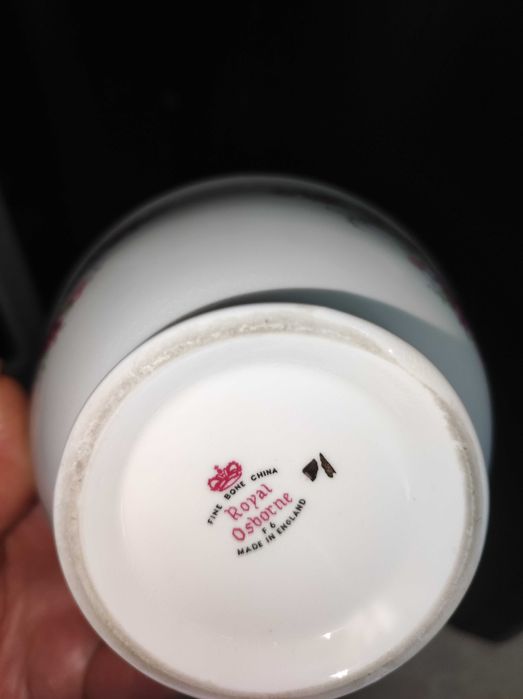 FINE BONE CHINA
Royal
Osborne
F 6
MADE IN ENGLAND